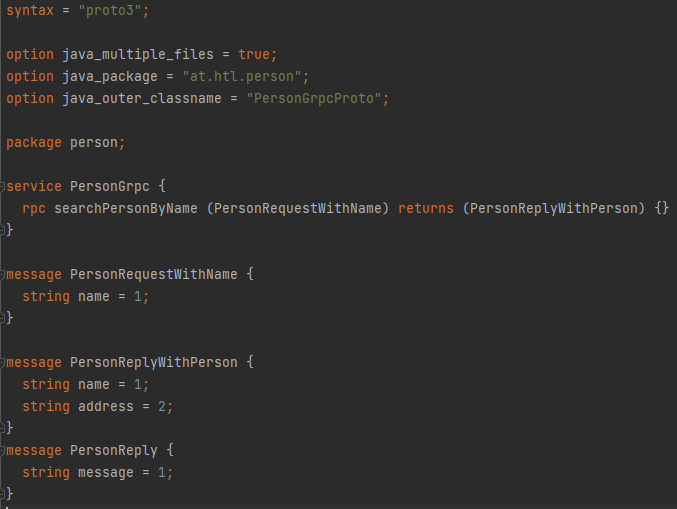 syntax = "proto3";
option java_multiple_files = true;
option java_package = "at.htl.person";
option java_outer_classname = "PersonGrpcProto";
package person;
service PersonGrpc {
  rpc searchPersonByName (PersonRequestWithName) returns (PersonReplyWithPerson) {}
}
message PersonRequestWithName {
  string name = 1;
}
message PersonReplyWithPerson {
  string name = 1;
  string address = 2;
}
message PersonReply {
  string message = 1;
}